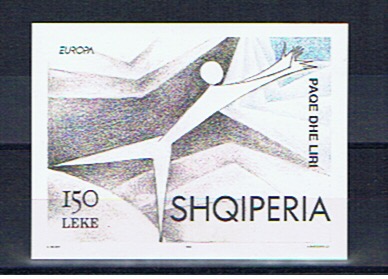 EUROPA
PAQE DHE LIRI
150
LEKE
SHQIPERIA